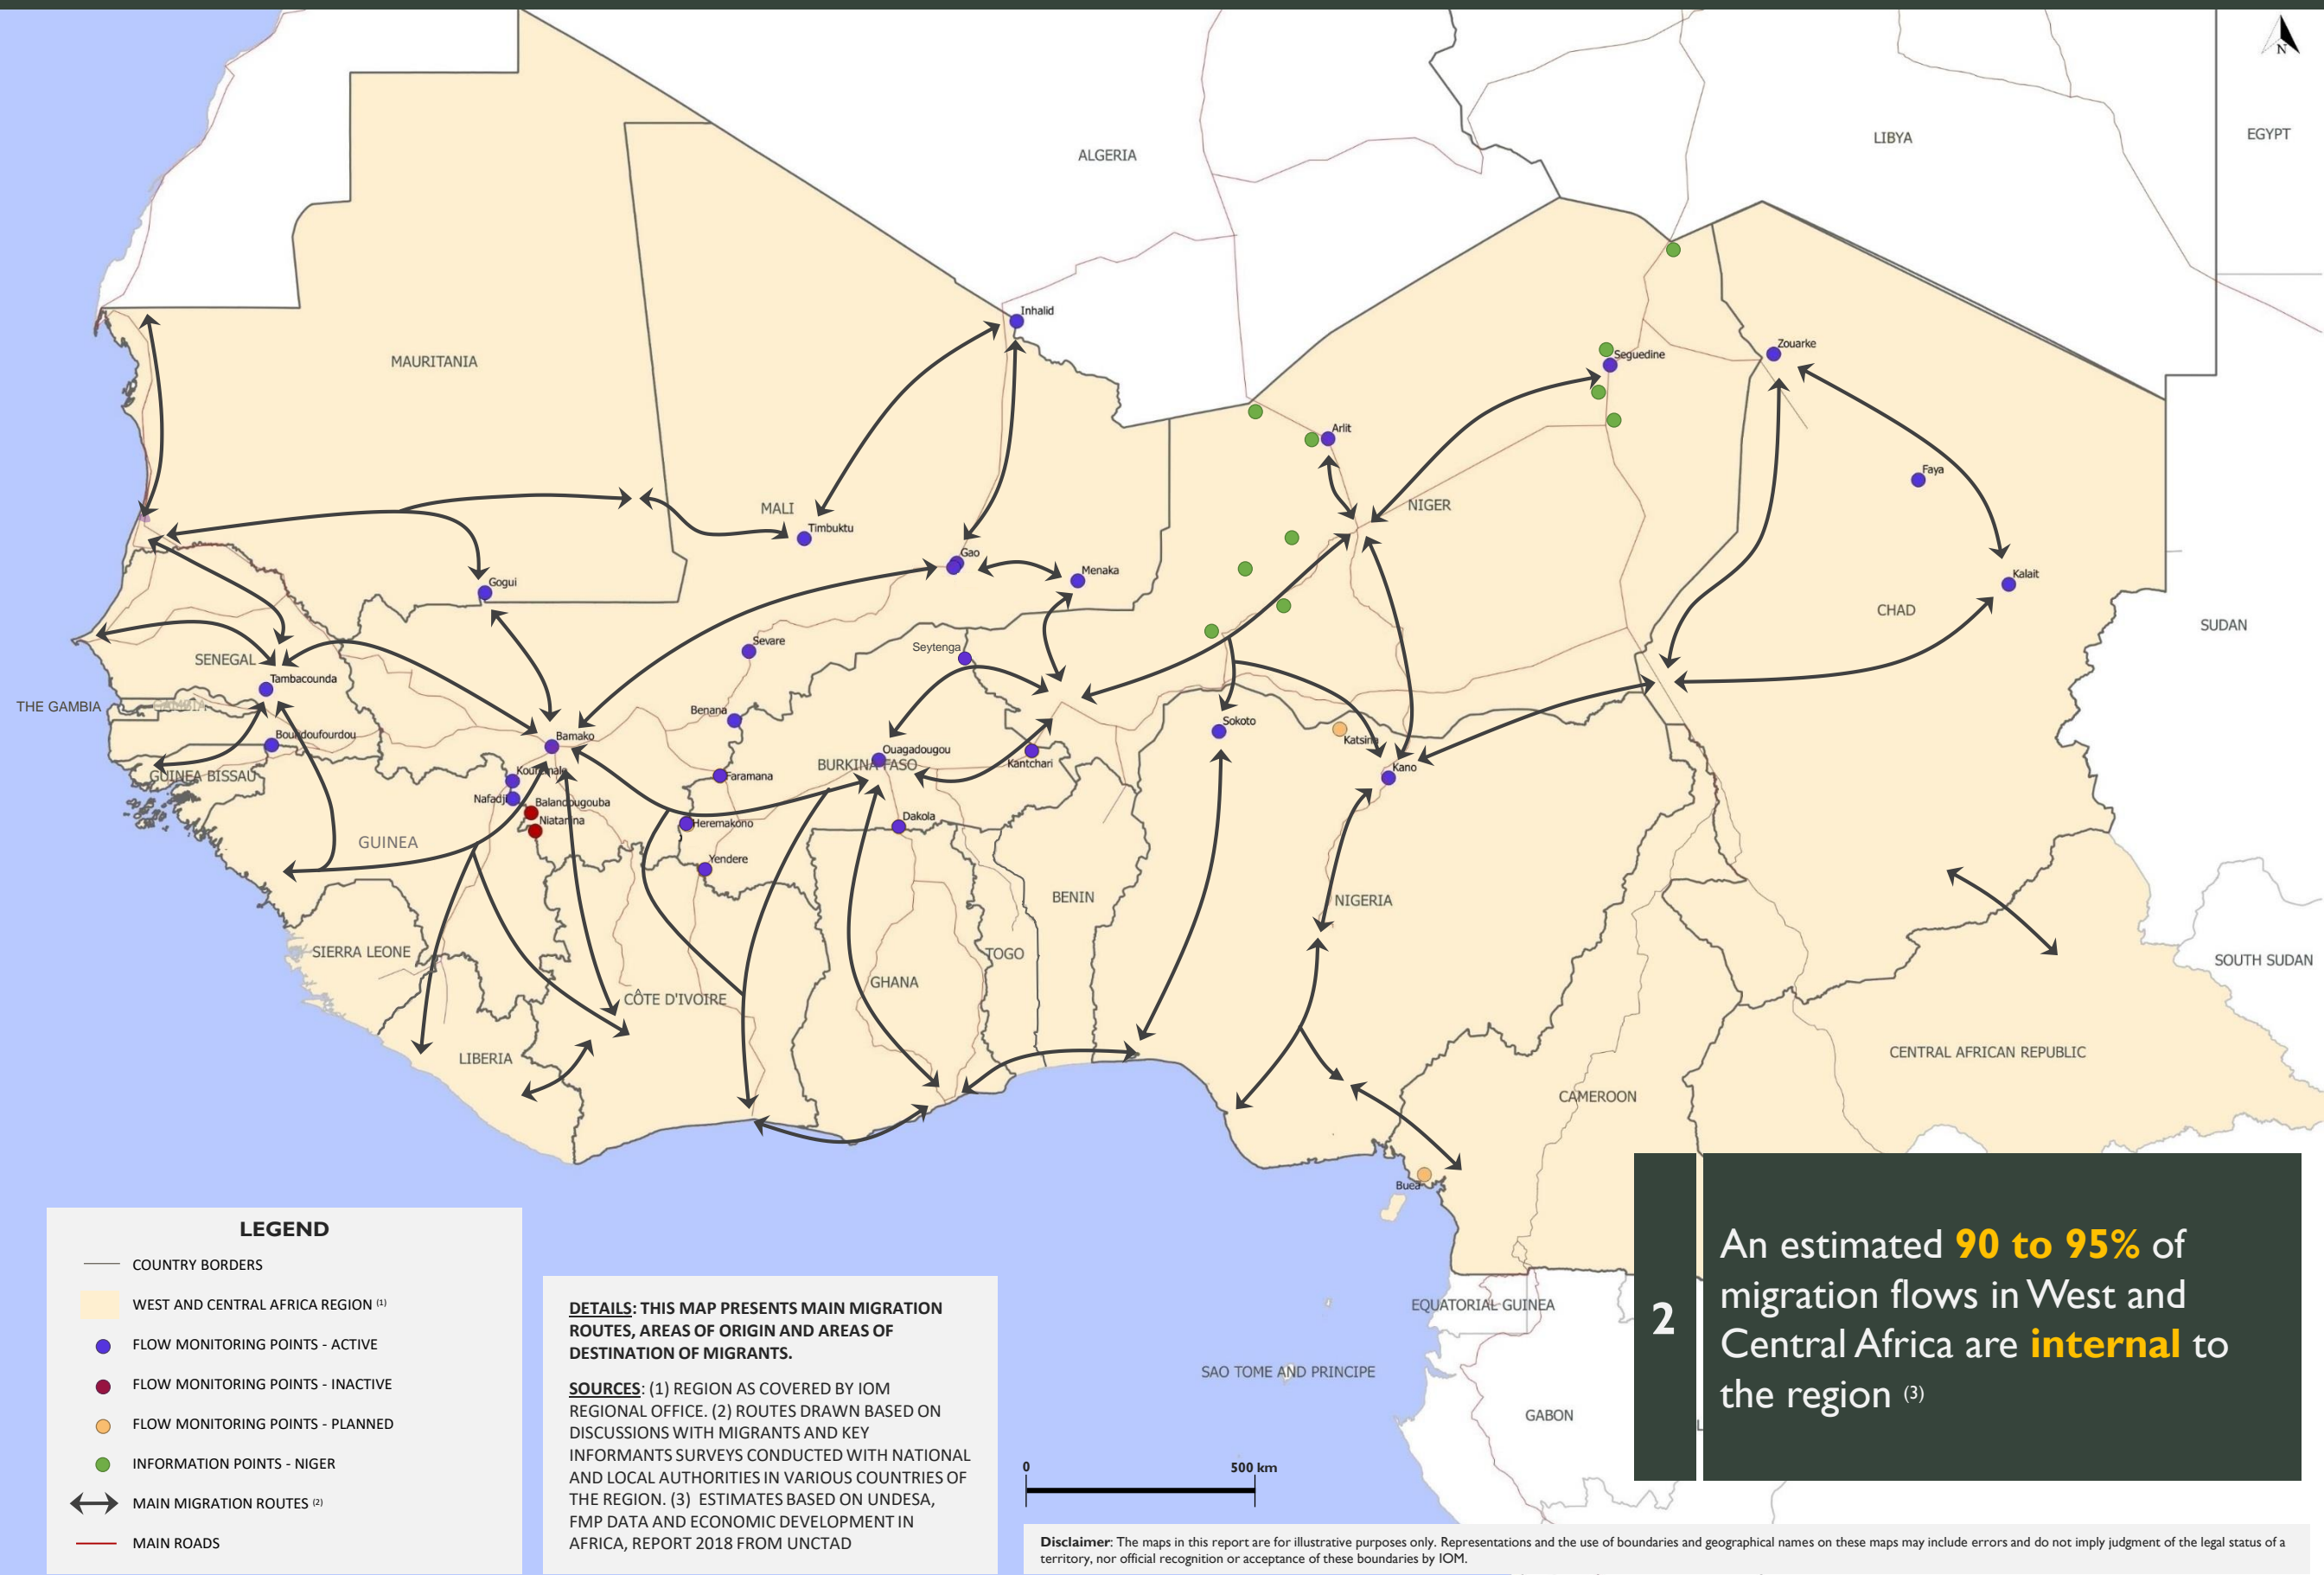 N
ALGERIA
LIBYA
EGYPT
MAURITANIA
Inhalid
Zouarke
Seguedine
Arlit
Faya
MALI
NIGER
Timbuktu
Gao
Menaka
Gogui
Kalait
CHAD
SUDAN
Sevare
Seytenga
SENEGAL
Tambacounda
THE GAMBIA
GAMBIA
Benana
Sokoto
Boundoufourdou
Bamako
Katsina
Ouagadougou
BURKINA FASO
Kantchari
GUINEA BISSAU
Kouremale
Faramana
Kano
Nafadji
Balandougouba
Niatanina
Heremakono
Dakola
GUINEA
Yendere
BENIN
NIGERIA
SIERRA LEONE
TOGO
SOUTH SUDAN
GHANA
CÔTE D'IVOIRE
LIBERIA
CENTRAL AFRICAN REPUBLIC
CAMEROON
Buea
EQUATORIAL GUINEA
SAO TOME AND PRINCIPE
GABON
LEGEND
COUNTRY BORDERS
WEST AND CENTRAL AFRICA REGION (1)
FLOW MONITORING POINTS - ACTIVE
FLOW MONITORING POINTS - INACTIVE
FLOW MONITORING POINTS - PLANNED
INFORMATION POINTS - NIGER
MAIN MIGRATION ROUTES (2)
MAIN ROADS
DETAILS: THIS MAP PRESENTS MAIN MIGRATION
ROUTES, AREAS OF ORIGIN AND AREAS OF
DESTINATION OF MIGRANTS.
SOURCES: (1) REGION AS COVERED BY IOM
REGIONAL OFFICE. (2) ROUTES DRAWN BASED ON
DISCUSSIONS WITH MIGRANTS AND KEY
INFORMANTS SURVEYS CONDUCTED WITH NATIONAL
AND LOCAL AUTHORITIES IN VARIOUS COUNTRIES OF
THE REGION. (3) ESTIMATES BASED ON UNDESA,
FMP DATA AND ECONOMIC DEVELOPMENT IN
AFRICA, REPORT 2018 FROM UNCTAD
0 500 km
2
An estimated 90 to 95% of
migration flows in West and
Central Africa are internal to
the region (3)
Disclaimer: The maps in this report are for illustrative purposes only. Representations and the use of boundaries and geographical names on these maps may include errors and do not imply judgment of the legal status of a
territory, nor official recognition or acceptance of these boundaries by IOM.